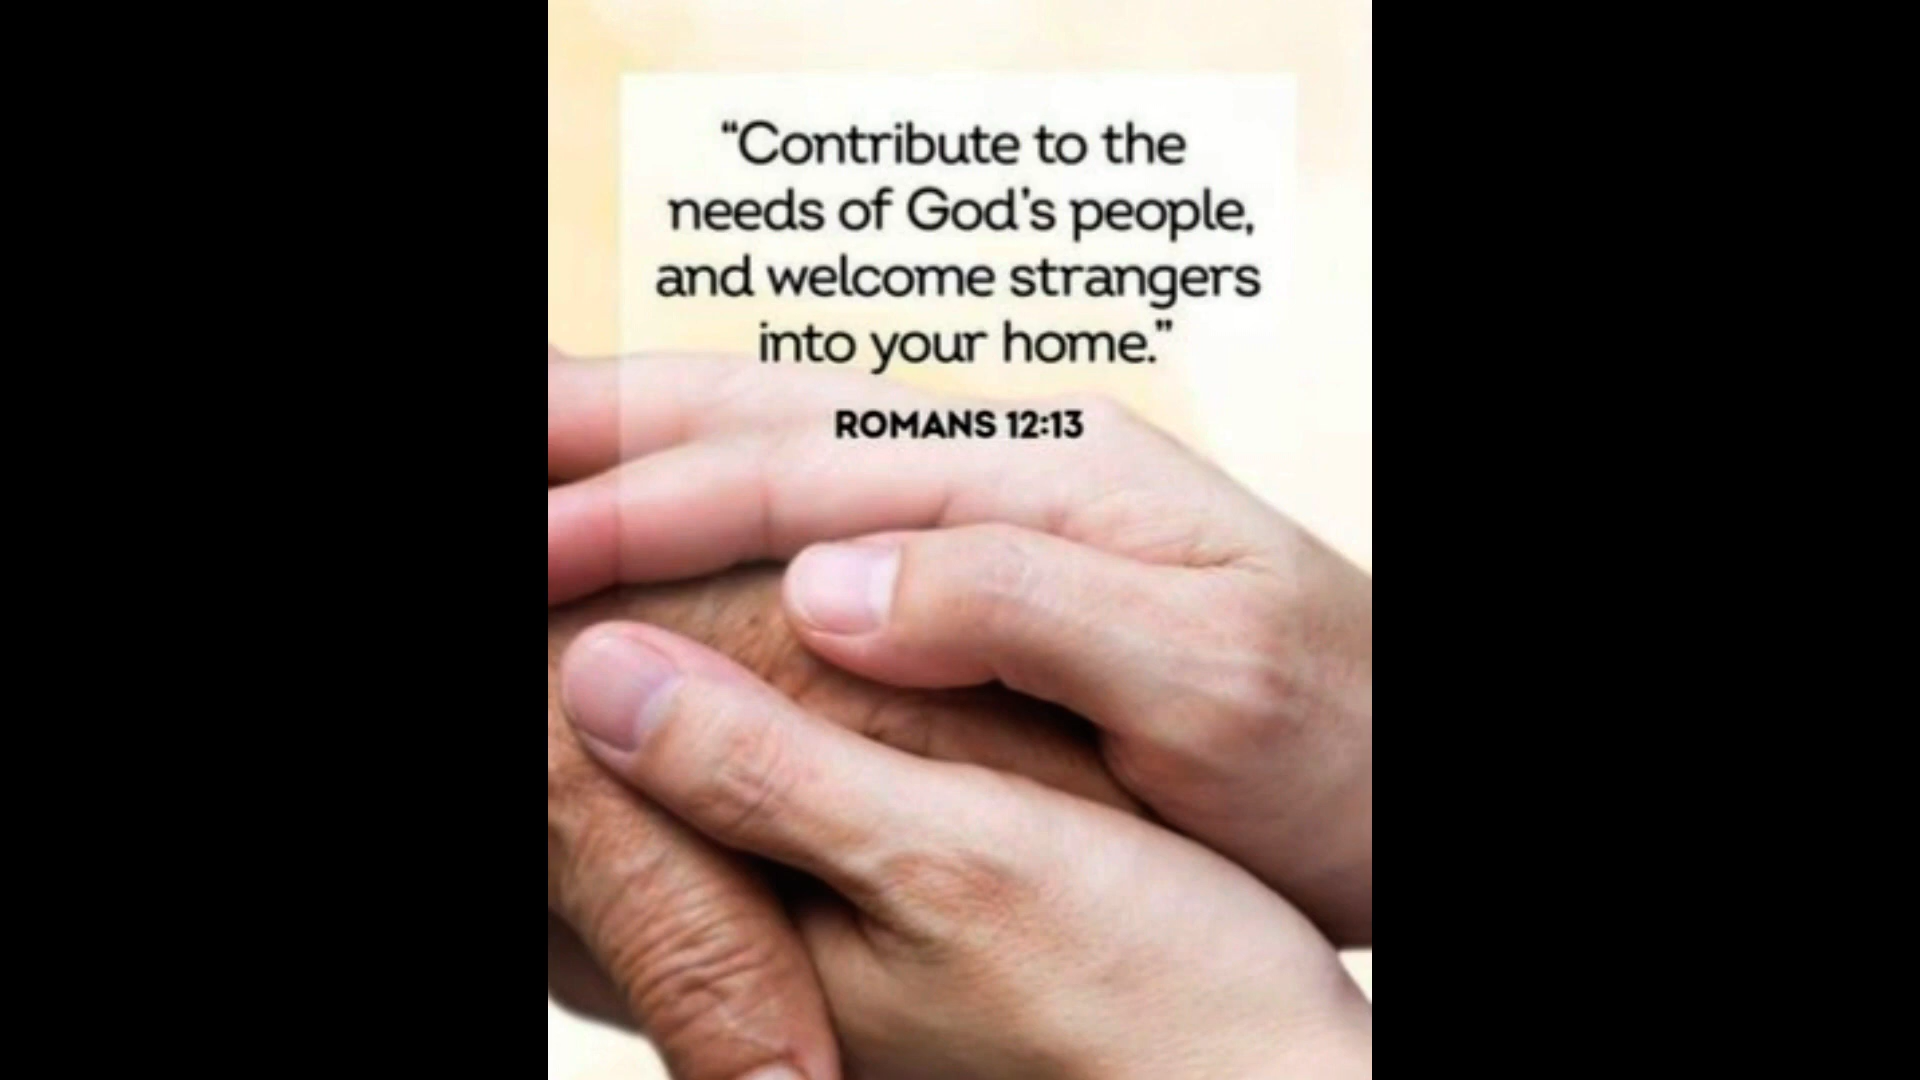 “Contribute to the
needs of God’s people,
and welcome strangers
into your home.”
ROMANS 12:13